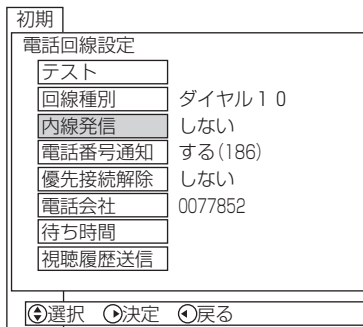 初期
電話回線設定
テスト
回線種別 ダイヤル１０
内線発信 しない
電話番号通知 する(186)
優先接続解除 しない
電話会社 0077852
待ち時間
視聴履歴送信
選択 決定 戻る